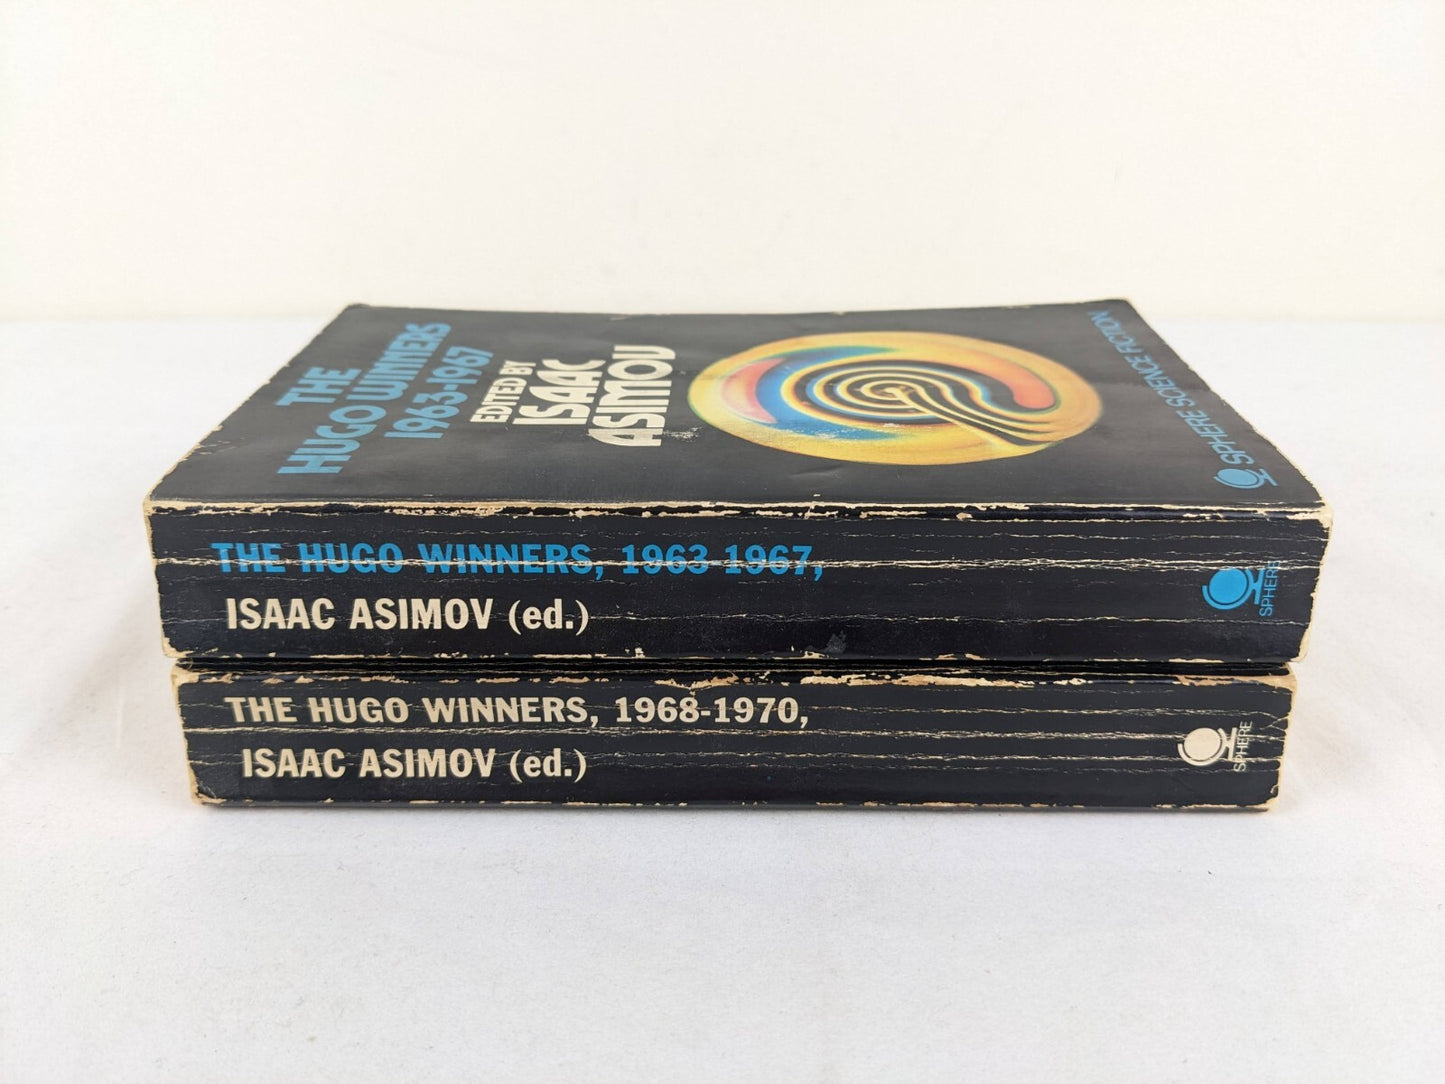 THE
HUGO WINNERS
1963-1967
EDITED BY
ISAAC
ASIMOV
SPHERE SCIENCE FICTION
THE HUGO WINNERS, 1963-1967,
ISAAC ASIMOV (ed.)
SPHERE
THE HUGO WINNERS, 1968-1970,
ISAAC ASIMOV (ed.)
SPHERE